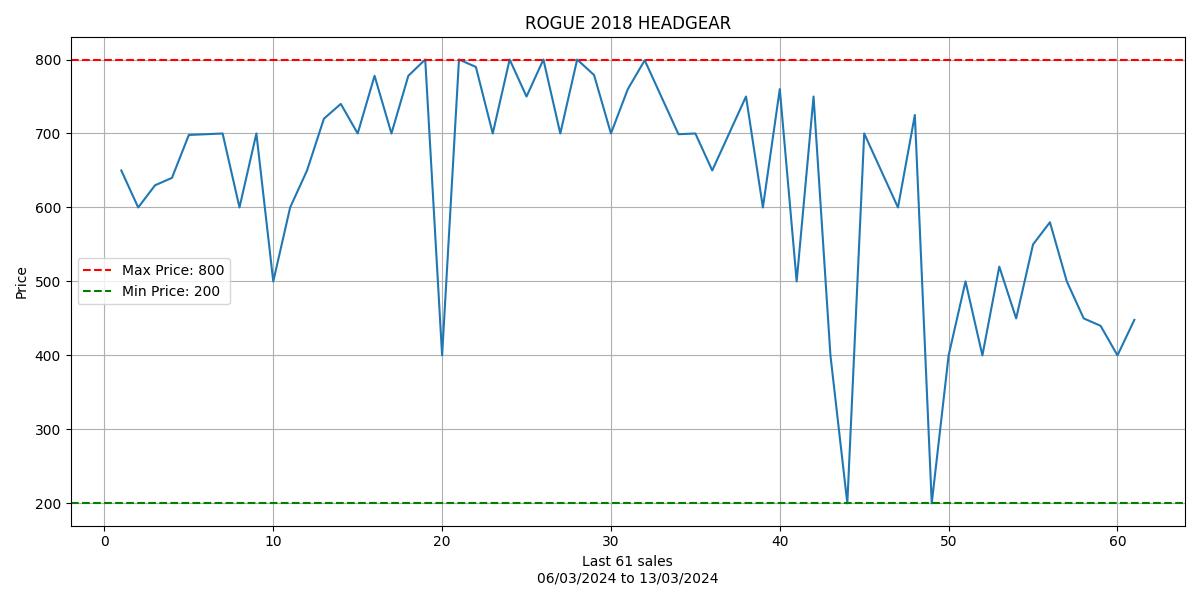 ROGUE 2018 HEADGEAR
Price
800
700
600
500
400
300
200
Max Price: 800
Min Price: 200
0 10 20 30 40 50 60
Last 61 sales
06/03/2024 to 13/03/2024